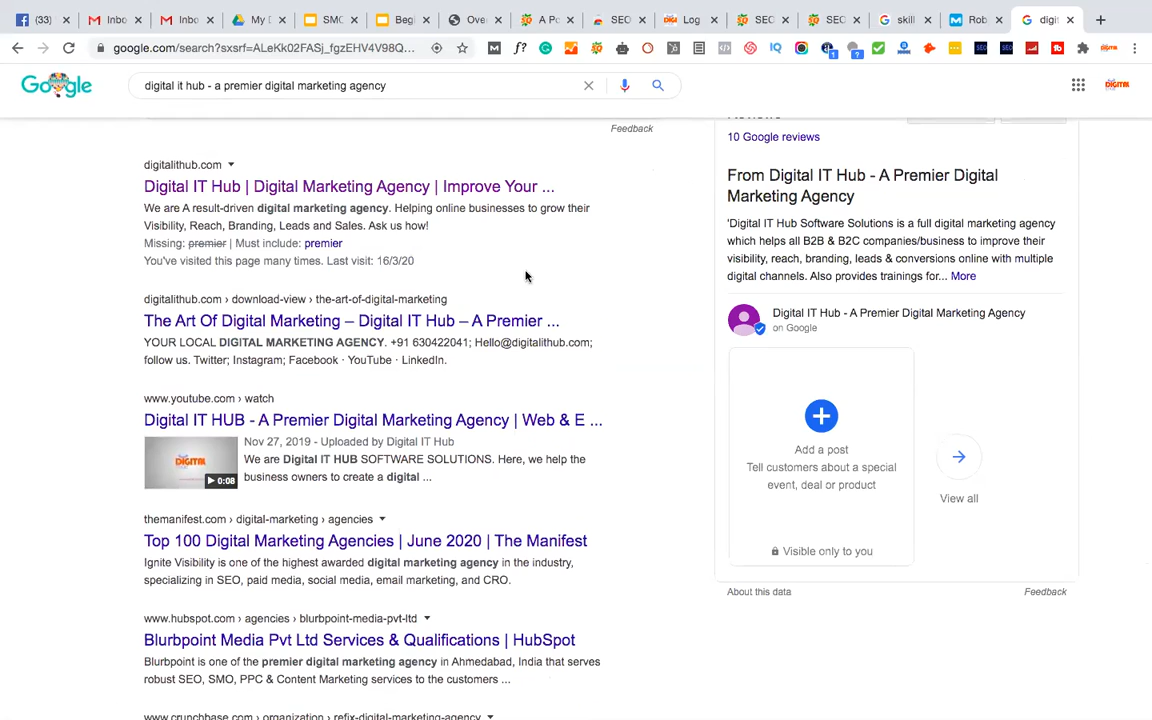 (33)
Inbo
Inbo
My D
SMC
Begi
Over
A Po
SEO
Log
SEO
SEO
skill
Rob
digit
google.com/search?sxsrf=ALeKk02FASj_fgzEHV4V98Q...
Google
digital it hub - a premier digital marketing agency
Feedback
digitalithub.com
Digital IT Hub | Digital Marketing Agency | Improve Your ...
We are A result-driven digital marketing agency. Helping online businesses to grow their
Visibility, Reach, Branding, Leads and Sales. Ask us how!
Missing: premier | Must include: premier
You've visited this page many times. Last visit: 16/3/20
digitalithub.com › download-view › the-art-of-digital-marketing
The Art Of Digital Marketing – Digital IT Hub – A Premier ...
YOUR LOCAL DIGITAL MARKETING AGENCY. +91 630422041; Hello@digitalithub.com;
follow us. Twitter; Instagram; Facebook · YouTube · LinkedIn.
www.youtube.com › watch
Digital IT HUB - A Premier Digital Marketing Agency | Web & E ...
DIGITAL
0:08
Nov 27, 2019 - Uploaded by Digital IT Hub
We are Digital IT HUB SOFTWARE SOLUTIONS. Here, we help the
business owners to create a digital ...
themanifest.com › digital-marketing › agencies
Top 100 Digital Marketing Agencies | June 2020 | The Manifest
Ignite Visibility is one of the highest awarded digital marketing agency in the industry,
specializing in SEO, paid media, social media, email marketing, and CRO.
www.hubspot.com › agencies › blurbpoint-media-pvt-ltd
Blurbpoint Media Pvt Ltd Services & Qualifications | HubSpot
Blurbpoint is one of the premier digital marketing agency in Ahmedabad, India that serves
robust SEO, SMO, PPC & Content Marketing services to the customers ...
www.crunchbase.com › organization › refix-digital-marketing-agency
Reviews
10 Google reviews
From Digital IT Hub - A Premier Digital
Marketing Agency
'Digital IT Hub Software Solutions is a full digital marketing agency
which helps all B2B & B2C companies/business to improve their
visibility, reach, branding, leads & conversions online with multiple
digital channels. Also provides trainings for... More
Digital IT Hub - A Premier Digital Marketing Agency
on Google
Add a post
Tell customers about a special
event, deal or product
Visible only to you
View all
About this data
Feedback